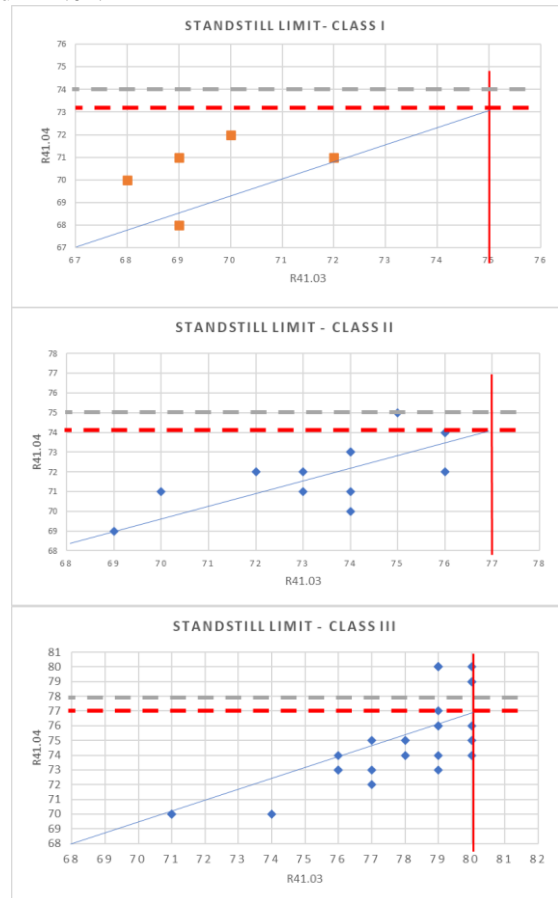 STANDSTILL LIMIT- CLASS I
76
75
74
73
72
71
70
69
68
67
R41.04
67 68 69 70 71 72 73 74 75 76
R41.03
STANDSTILL LIMIT - CLASS II
78
77
76
75
74
73
72
71
70
69
68
R41.04
68 69 70 71 72 73 74 75 76 77 78
R41.03
STANDSTILL LIMIT - CLASS III
81
80
79
78
77
76
75
74
73
72
71
70
69
68
R41.04
68 69 70 71 72 73 74 75 76 77 78 79 80 81 82
R41.03